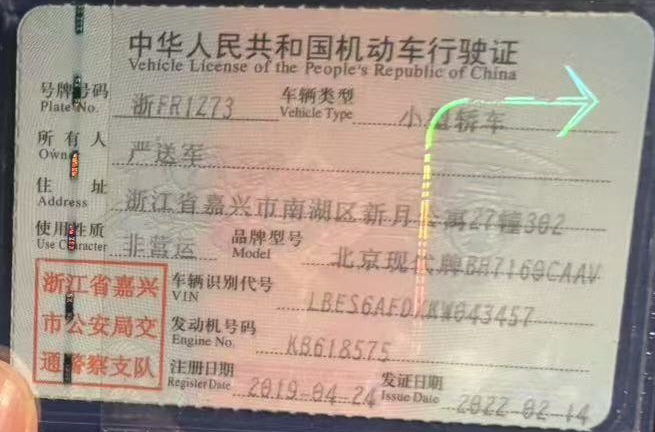 中华人民共和国机动车行驶证
Vehicle License of the People's Republic of China
号牌号码 浙FR1Z73 车辆类型 小型轿车
Plate No. Vehicle Type
所有人 严送军
Owner
住址 浙江省嘉兴市南湖区新月公寓27幢302
Address
使用性质 非营运 品牌型号 北京现代牌BH7160CAAV
Use Character Model
浙江省嘉兴
市公安局交
通警察支队
车辆识别代号
VIN
发动机号码 KB618575
Engine No.
注册日期 2019-04-24 发证日期 2022-02-14
Register Date Issue Date